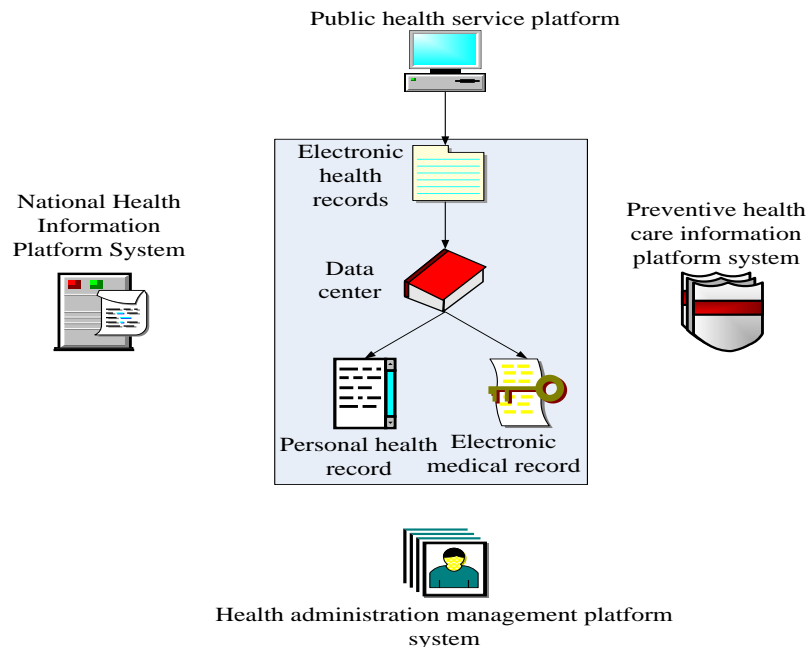 Public health service platform
Electronic
health
records
National Health
Information
Platform System
Preventive health
care information
platform system
Data
center
Personal health
record
Electronic
medical record
Health administration management platform
system